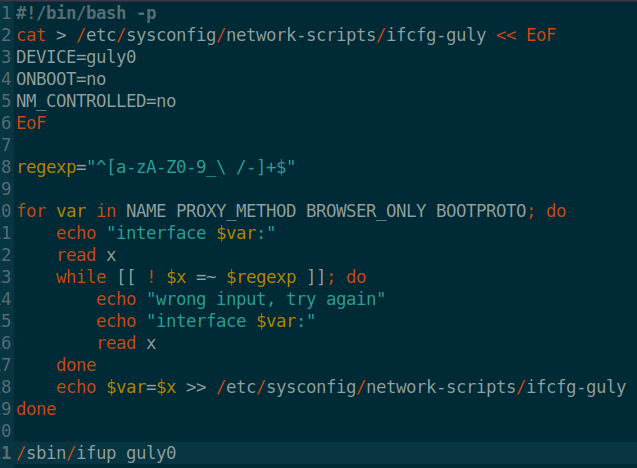 1 #!/bin/bash -p
2 cat > /etc/sysconfig/network-scripts/ifcfg-guly << EoF
3 DEVICE=guly0
4 ONBOOT=no
5 NM_CONTROLLED=no
6 EoF
7
8 regexp="^[a-zA-Z0-9_\ /-]+$"
9
0 for var in NAME PROXY_METHOD BROWSER_ONLY BOOTPROTO; do
1     echo "interface $var:"
2     read x
3     while [[ ! $x =~ $regexp ]]; do
4         echo "wrong input, try again"
5         echo "interface $var:"
6         read x
7     done
8     echo $var=$x >> /etc/sysconfig/network-scripts/ifcfg-guly
9 done
0
1 /sbin/ifup guly0